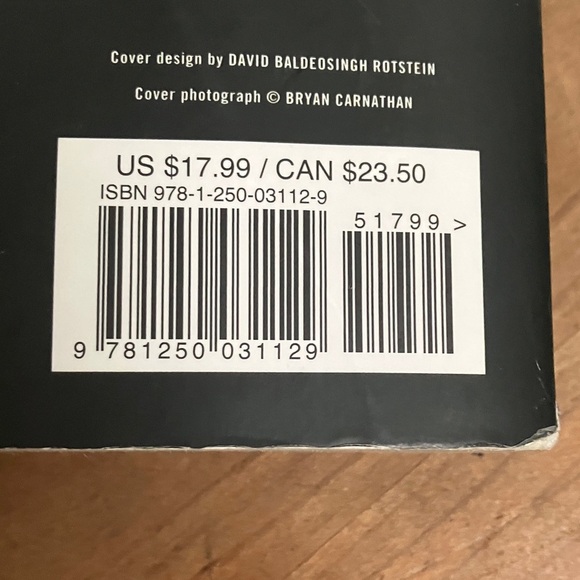 Cover design by DAVID BALDEOSINGH ROTSTEIN
Cover photograph © BRYAN CARNATHAN
US $17.99 / CAN $23.50
ISBN 978-1-250-03112-9
51799 >
9 781250 031129